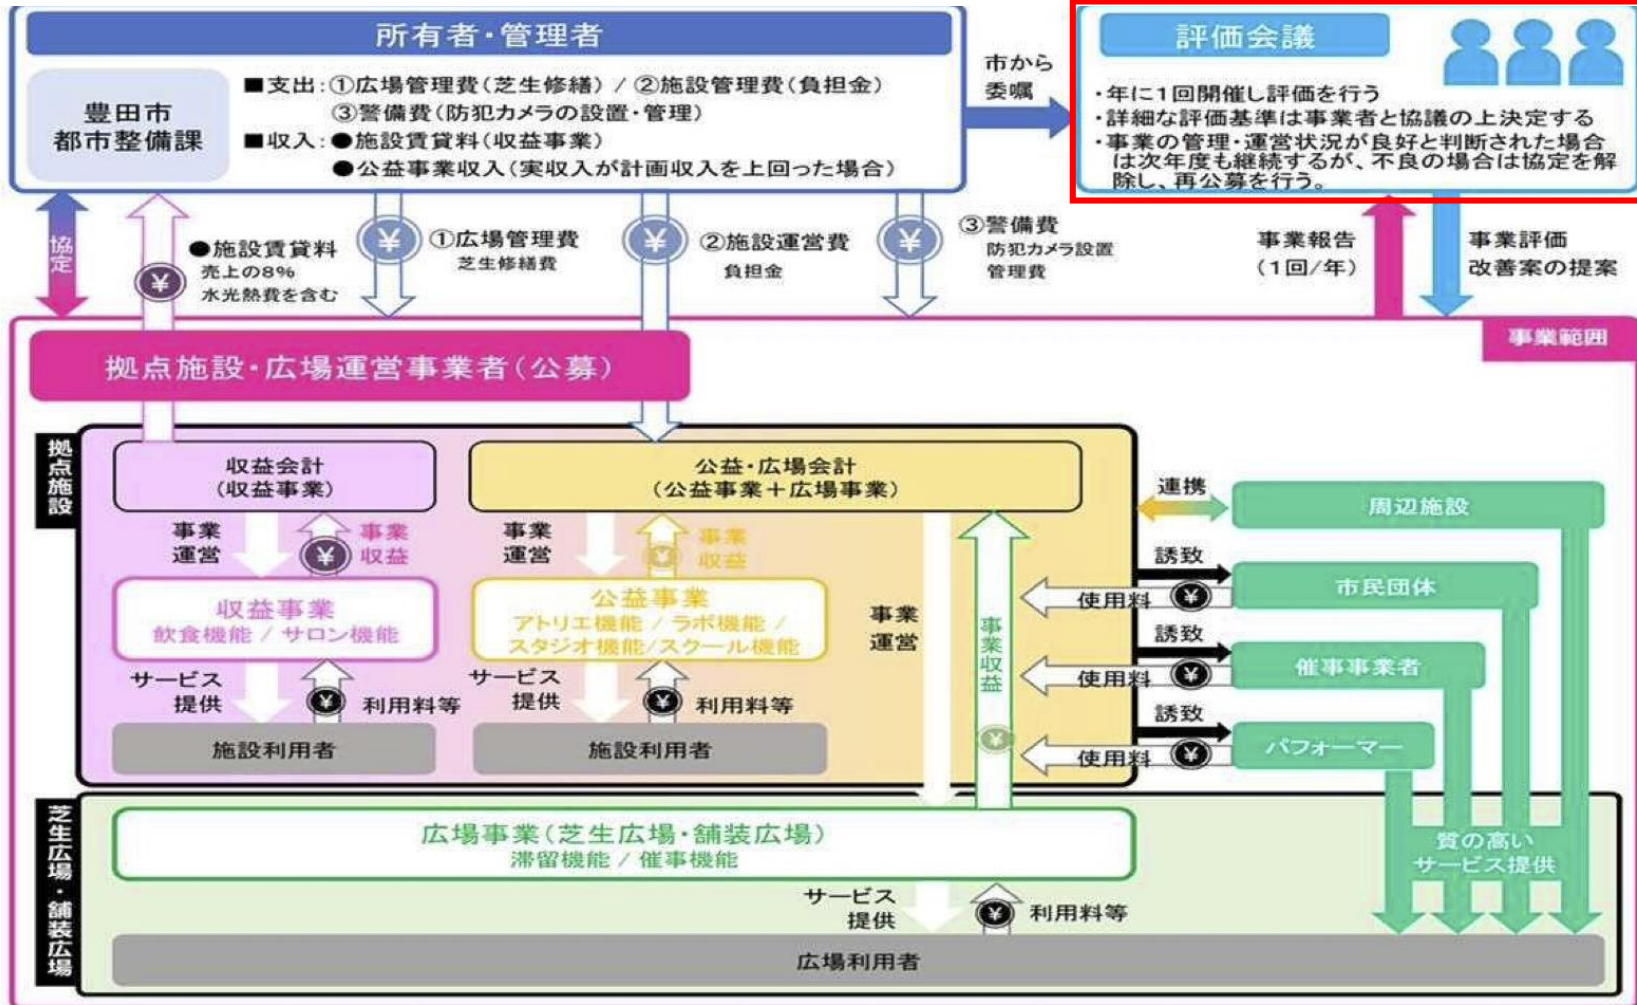 所有者・管理者
豊田市
都市整備課
■支出:①広場管理費(芝生修繕) / ②施設管理費(負担金)
③警備費(防犯カメラの設置・管理)
■収入:●施設賃貸料(収益事業)
●公益事業収入(実収入が計画収入を上回った場合)
市から
委嘱
評価会議
・年に1回開催し評価を行う
・詳細な評価基準は事業者と協議の上決定する
・事業の管理・運営状況が良好と判断された場合
は次年度も継続するが、不良の場合は協定を解
除し、再公募を行う。
協定
●施設賃貸料
売上の8%
水光熱費を含む
¥
¥
①広場管理費
芝生修繕費
¥
②施設運営費
負担金
¥
③警備費
防犯カメラ設置
管理費
事業報告
(1回/年)
事業評価
改善案の提案
事業範囲
拠点施設・広場運営事業者(公募)
拠点施設
収益会計
(収益事業)
公益・広場会計
(公益事業+広場事業)
事業
運営
¥
事業
収益
事業
運営
¥
事業
収益
収益事業
飲食機能 / サロン機能
公益事業
アトリエ機能 / ラボ機能 /
スタジオ機能/スクール機能
サービス
提供
¥
利用料等
サービス
提供
¥
利用料等
施設利用者
施設利用者
事業
運営
事業収益
¥
連携
周辺施設
誘致
使用料
¥
市民団体
誘致
使用料
¥
催事事業者
誘致
使用料
¥
パフォーマー
芝生広場・舗装広場
広場事業(芝生広場・舗装広場)
滞留機能 / 催事機能
質の高い
サービス提供
サービス
提供
¥
利用料等
広場利用者